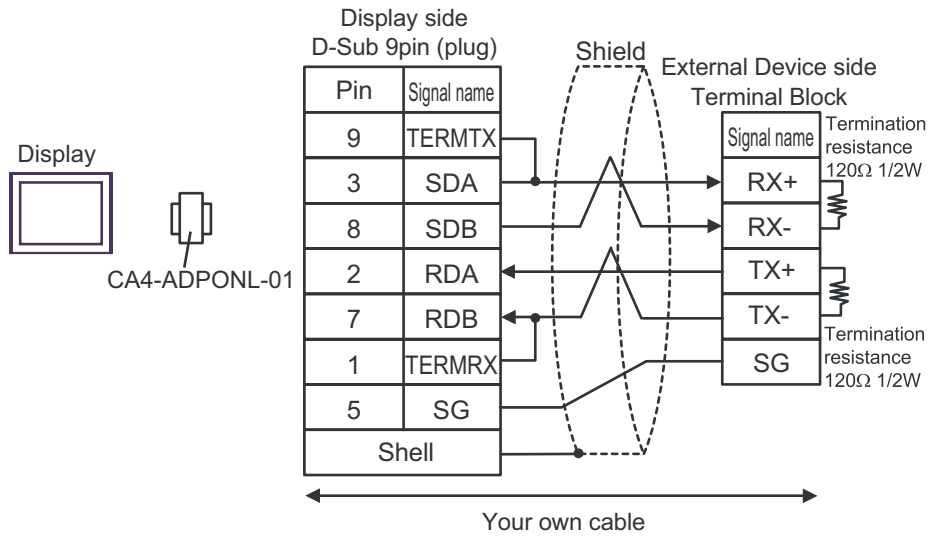 Display side
D-Sub 9pin (plug)
Shield
External Device side
Terminal Block
Pin Signal name
9 TERMTX
3 SDA
8 SDB
2 RDA
7 RDB
1 TERMRX
5 SG
Shell
Signal name
RX+
RX-
TX+
TX-
SG
Termination
resistance
120Ω 1/2W
Termination
resistance
120Ω 1/2W
Display
CA4-ADPONL-01
Your own cable